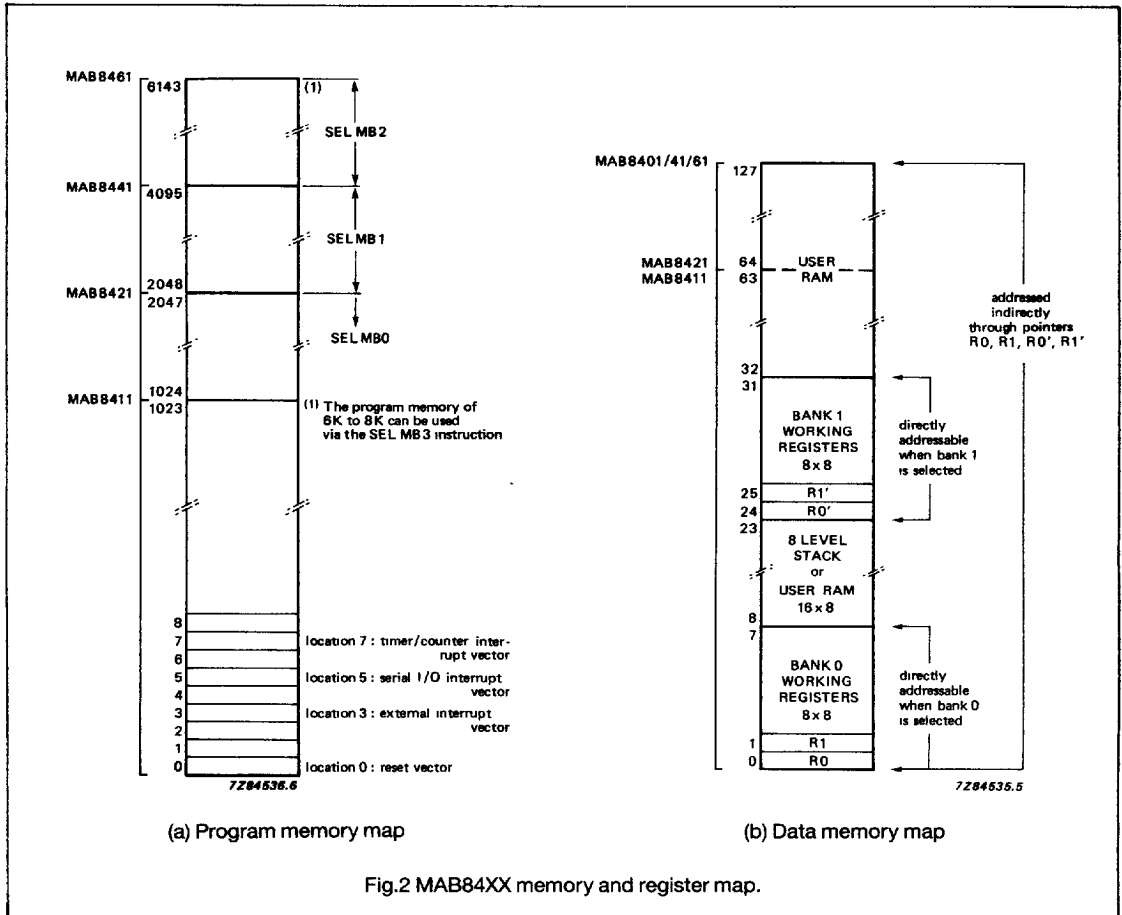 MAB8461
6143
(1)
SEL MB2
MAB8441
4095
SEL MB1
2048
MAB8421
2047
SEL MB0
1024
MAB8411
1023
(1) The program memory of
6K to 8K can be used
via the SEL MB3 instruction
8
7
location 7 : timer/counter inter-
rupt vector
6
5
location 5 : serial I/O interrupt
vector
4
3
location 3 : external interrupt
vector
2
1
0
location 0 : reset vector
7Z84536.6
(a) Program memory map
MAB8401/41/61
127
MAB8421
64
USER
MAB8411
63
RAM
addressed
indirectly
through pointers
R0, R1, R0', R1'
32
31
BANK 1
WORKING
REGISTERS
8x8
directly
addressable
when bank 1
is selected
25
R1'
24
R0'
23
8 LEVEL
STACK
or
USER RAM
16x8
8
7
BANK 0
WORKING
REGISTERS
8x8
directly
addressable
when bank 0
is selected
1
R1
0
R0
7Z84535.5
(b) Data memory map
Fig.2 MAB84XX memory and register map.